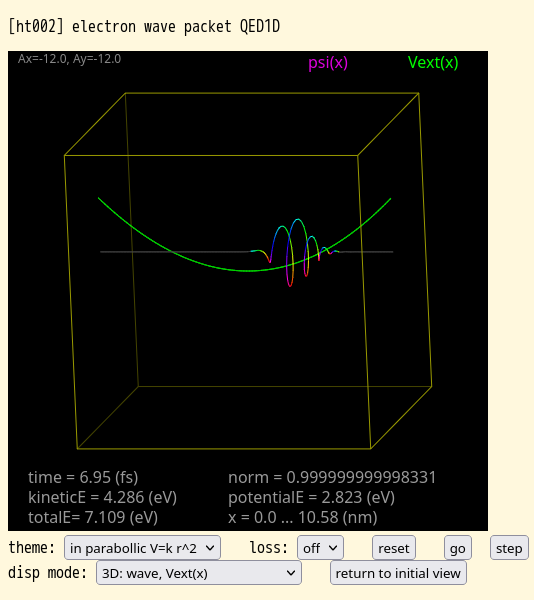 [ht002] electron wave packet QED1D
Ax=-12.0, Ay=-12.0 psi(x) Vext(x)
time = 6.95 (fs) norm = 0.999999999998331
kineticE = 4.286 (eV) potentialE = 2.823 (eV)
totalE= 7.109 (eV) x = 0.0 ... 10.58 (nm)
theme: in parabollic V=k r^2 loss: off reset go step
disp mode: 3D: wave, Vext(x) return to initial view